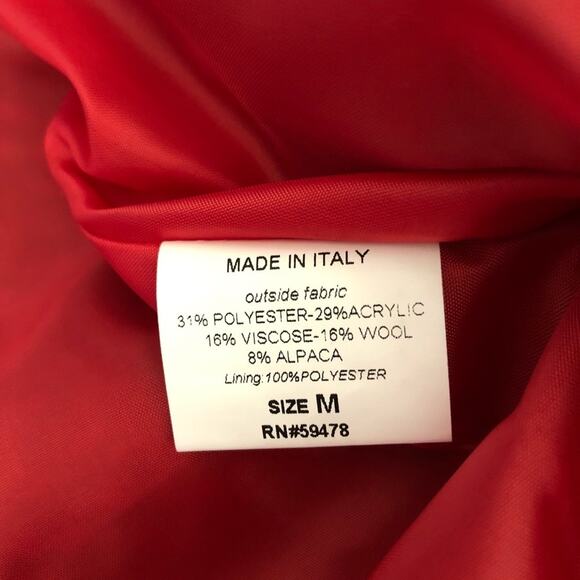 MADE IN ITALY
outside fabric
31% POLYESTER-29%ACRYLIC
16% VISCOSE-16% WOOL
8% ALPACA
Lining:100%POLYESTER
SIZE M
RN#59478